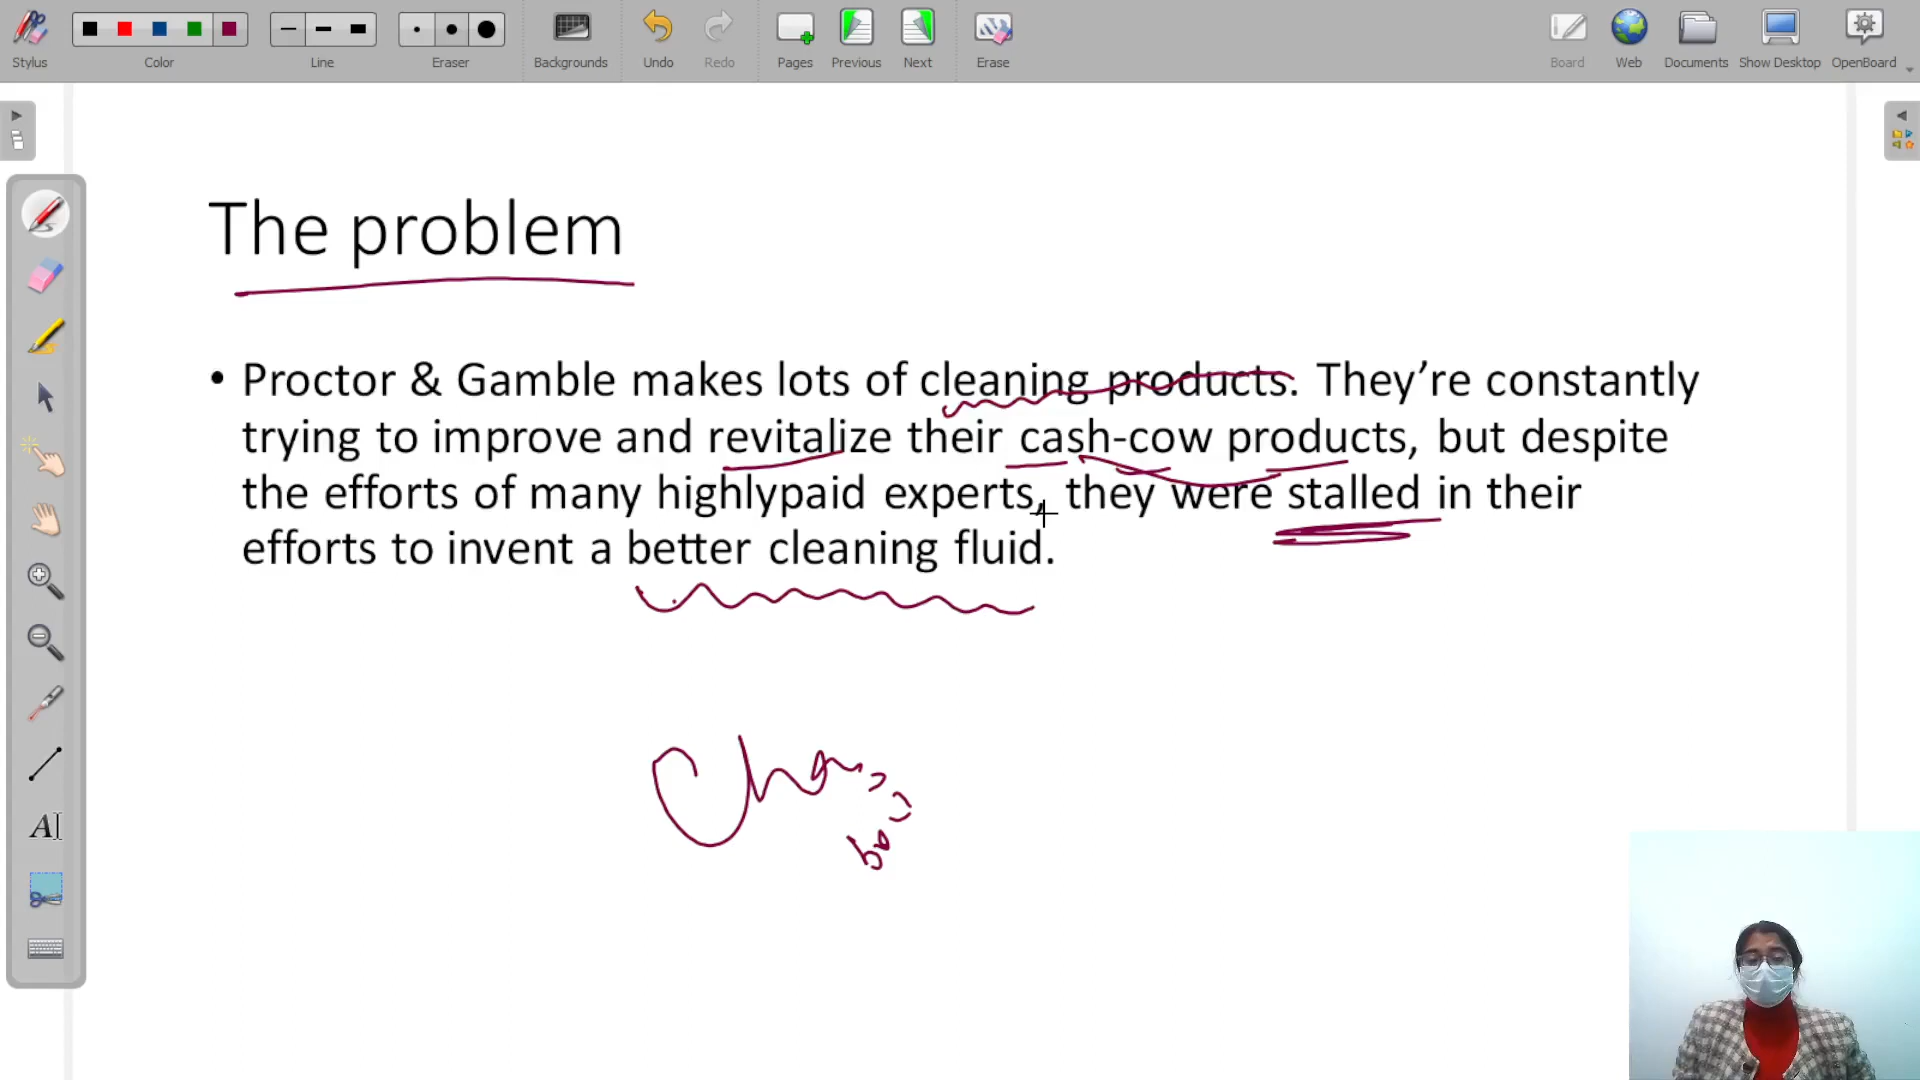 Stylus Color Line Eraser Backgrounds Undo Redo Pages Previous Next Erase Board Web Documents Show Desktop OpenBoard
The problem
• Proctor & Gamble makes lots of cleaning products. They’re constantly
trying to improve and revitalize their cash-cow products, but despite
the efforts of many highlypaid experts, they were stalled in their
efforts to invent a better cleaning fluid.